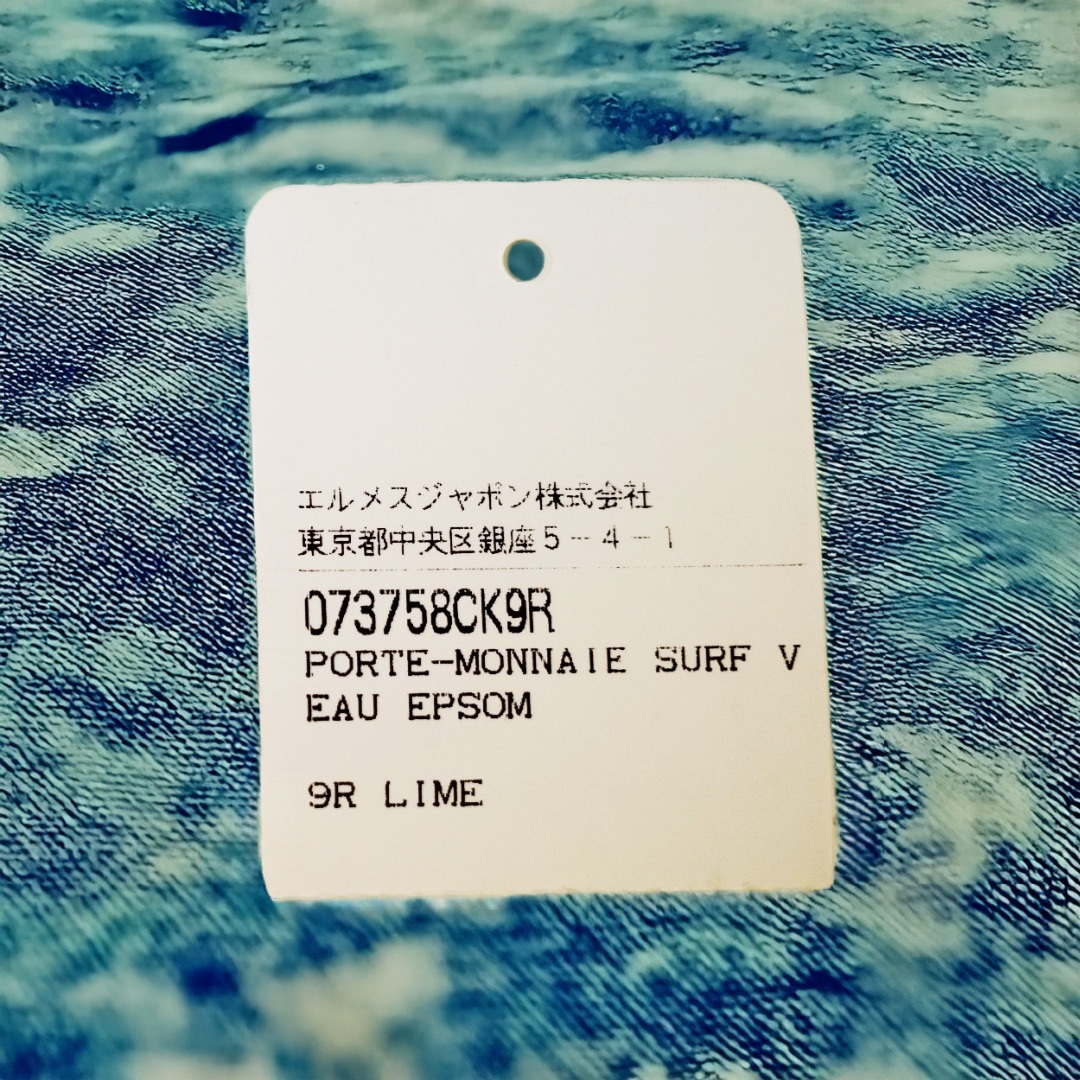 エルメスジャポン株式会社
東京都中央区銀座5-4-1
073758CK9R
PORTE-MONNAIE SURF V
EAU EPSOM
9R LIME